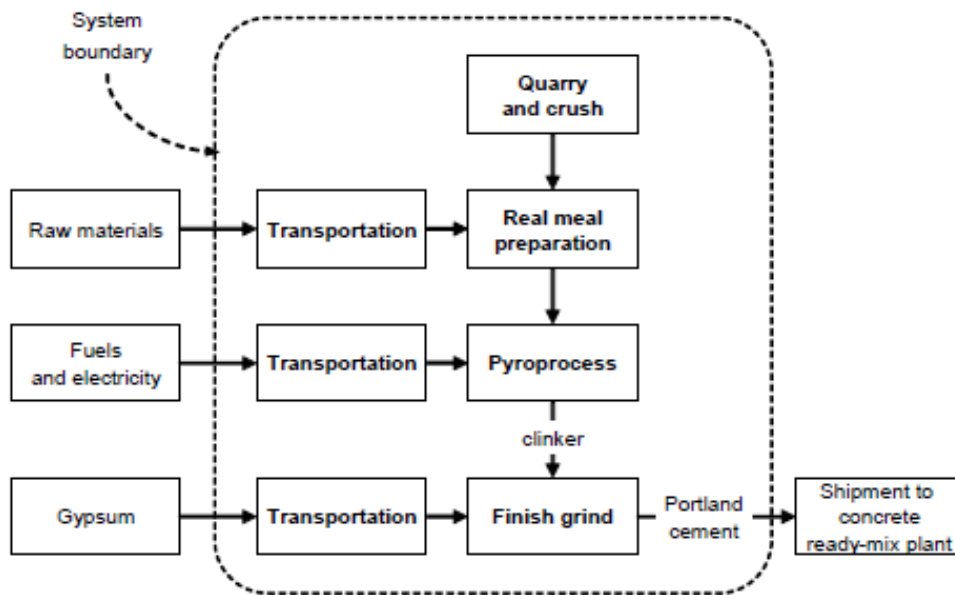 System
boundary
Quarry
and crush
Raw materials
Transportation
Real meal
preparation
Fuels
and electricity
Transportation
Pyroprocess
clinker
Gypsum
Transportation
Finish grind
Portland
cement
Shipment to
concrete
ready-mix plant